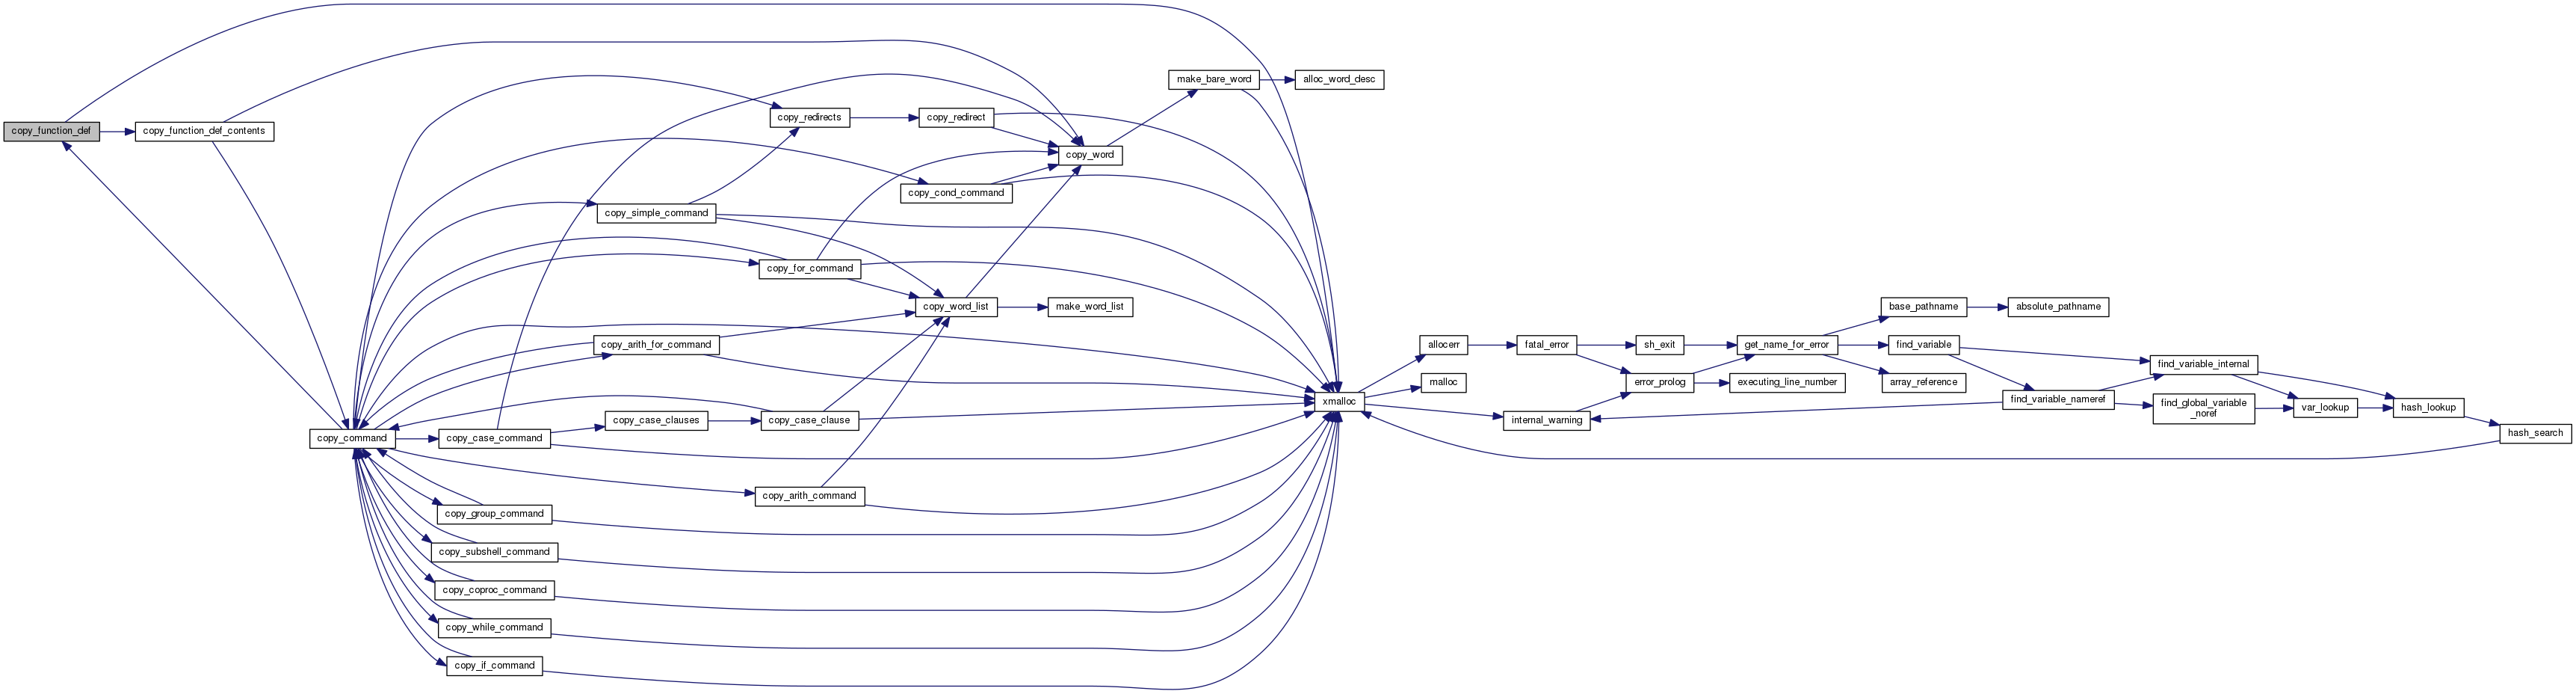 copy_function_def
copy_function_def_contents
copy_command
copy_case_command
copy_group_command
copy_subshell_command
copy_coproc_command
copy_while_command
copy_if_command
copy_simple_command
copy_arith_for_command
copy_case_clauses
copy_redirects
copy_for_command
copy_case_clause
copy_arith_command
copy_redirect
copy_cond_command
copy_word_list
copy_word
make_word_list
make_bare_word
alloc_word_desc
xmalloc
allocerr
malloc
internal_warning
fatal_error
sh_exit
error_prolog
get_name_for_error
executing_line_number
base_pathname
find_variable
array_reference
absolute_pathname
find_variable_nameref
find_variable_internal
find_global_variable
_noref
var_lookup
hash_lookup
hash_search